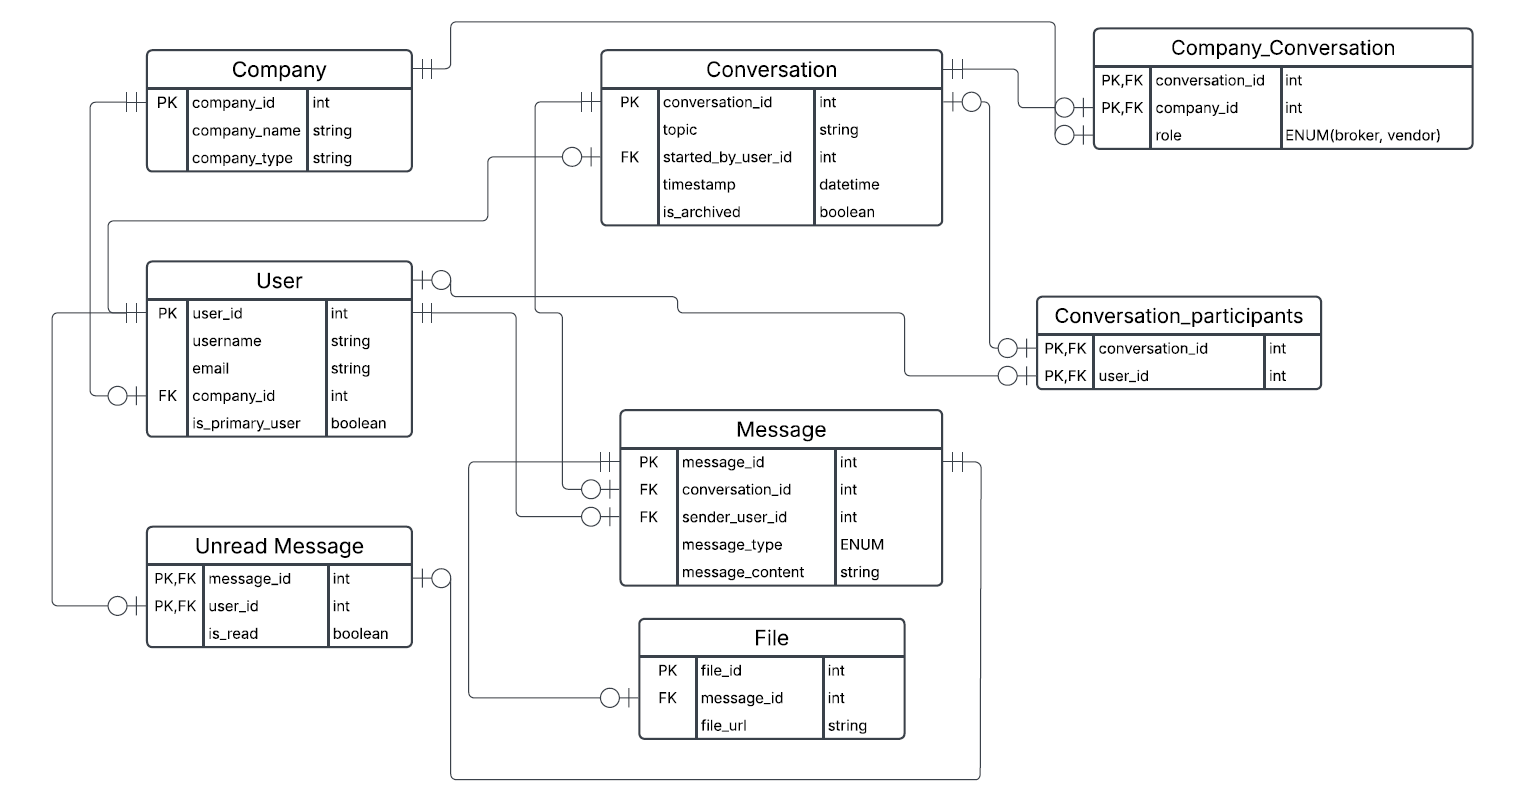 Company
PK company_id int
company_name string
company_type string
Conversation
PK conversation_id int
topic string
FK started_by_user_id int
timestamp datetime
is_archived boolean
Company_Conversation
PK,FK conversation_id int
PK,FK company_id int
role ENUM(broker, vendor)
User
PK user_id int
username string
email string
FK company_id int
is_primary_user boolean
Conversation_participants
PK,FK conversation_id int
PK,FK user_id int
Message
PK message_id int
FK conversation_id int
FK sender_user_id int
message_type ENUM
message_content string
Unread Message
PK,FK message_id int
PK,FK user_id int
is_read boolean
File
PK file_id int
FK message_id int
file_url string